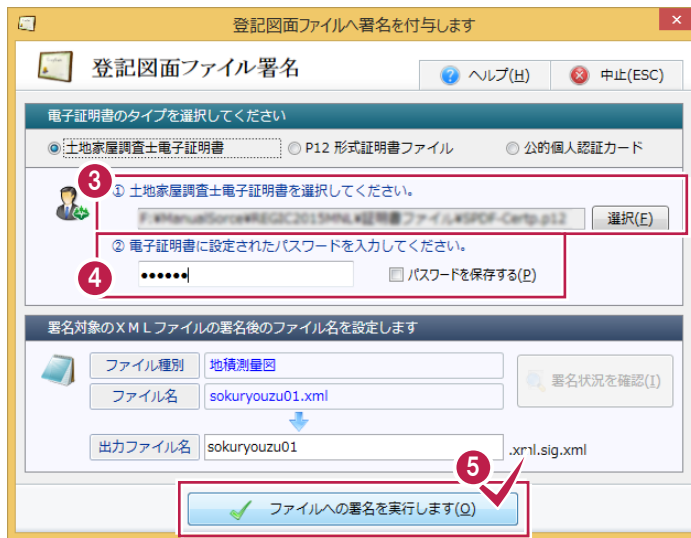 登記図面ファイルへ署名を付与します
登記図面ファイル署名
ヘルプ(H)
中止(ESC)
電子証明書のタイプを選択してください
土地家屋調査士電子証明書
P12 形式証明書ファイル
公的個人認証カード
3
① 土地家屋調査士電子証明書を選択してください。
選択(F)
4
② 電子証明書に設定されたパスワードを入力してください。
●●●●●●
パスワードを保存する(P)
署名対象のXMLファイルの署名後のファイル名を設定します
ファイル種別
地積測量図
ファイル名
sokuryouzu01.xml
署名状況を確認(I)
出力ファイル名
sokuryouzu01
.xml.sig.xml
5
ファイルへの署名を実行します(O)